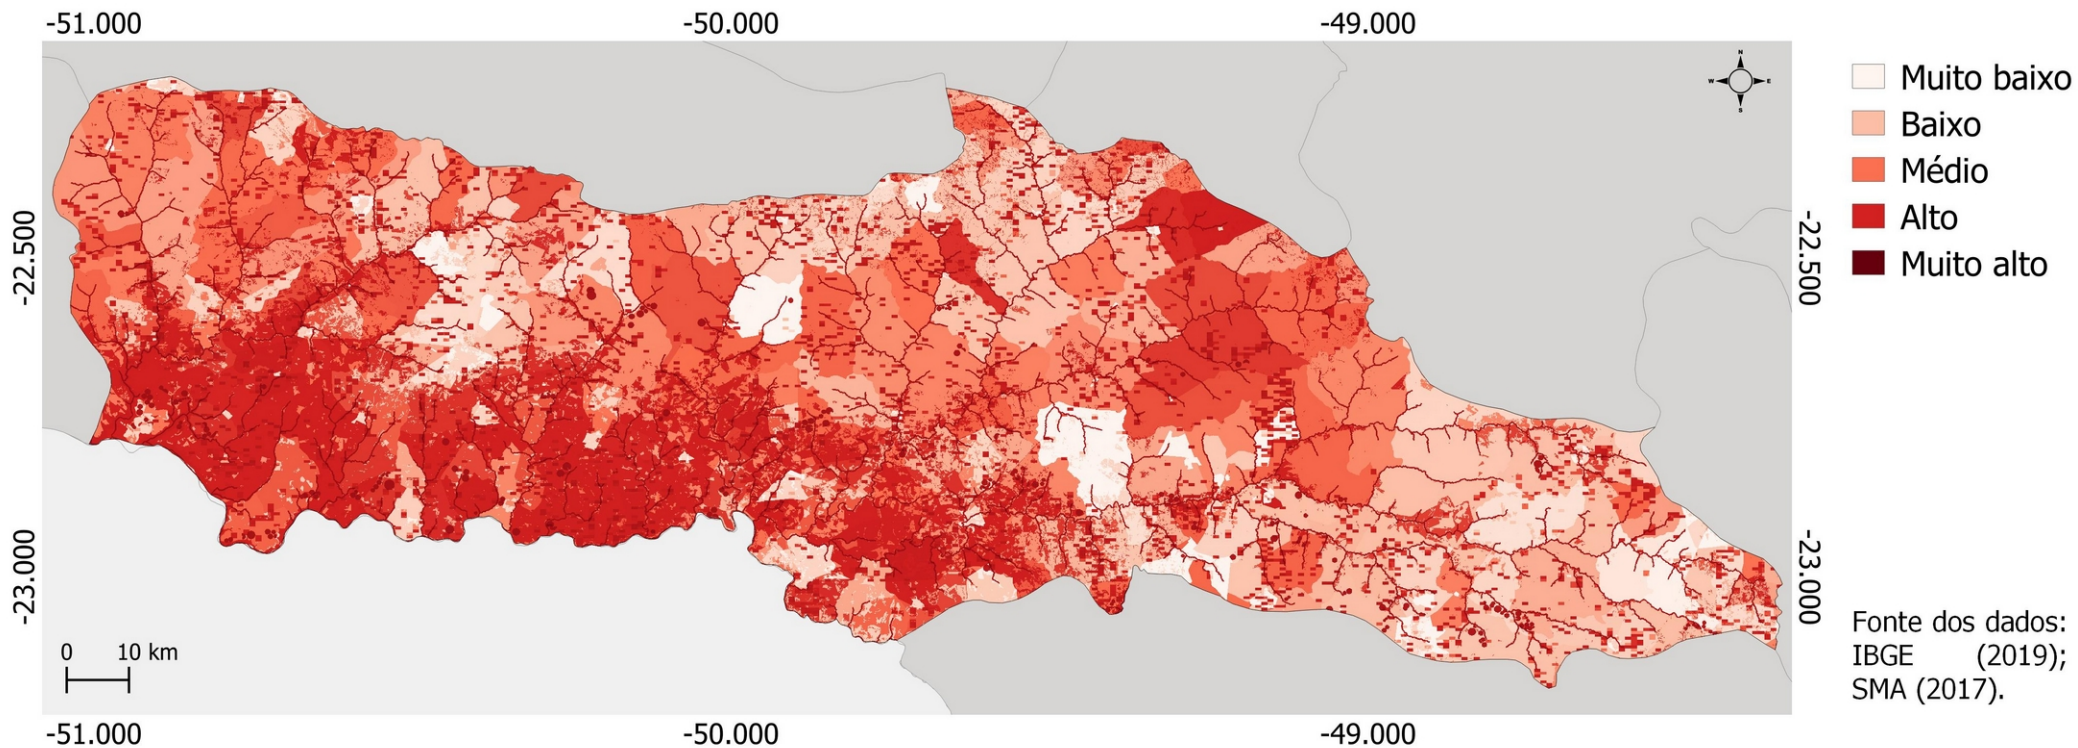 -51.000 -50.000 -49.000
N
W E
S
Muito baixo
Baixo
Médio
Alto
Muito alto
-22.500 -22.500
-23.000 -23.000
0 10 km
Fonte dos dados:
IBGE (2019);
SMA (2017).
-51.000 -50.000 -49.000